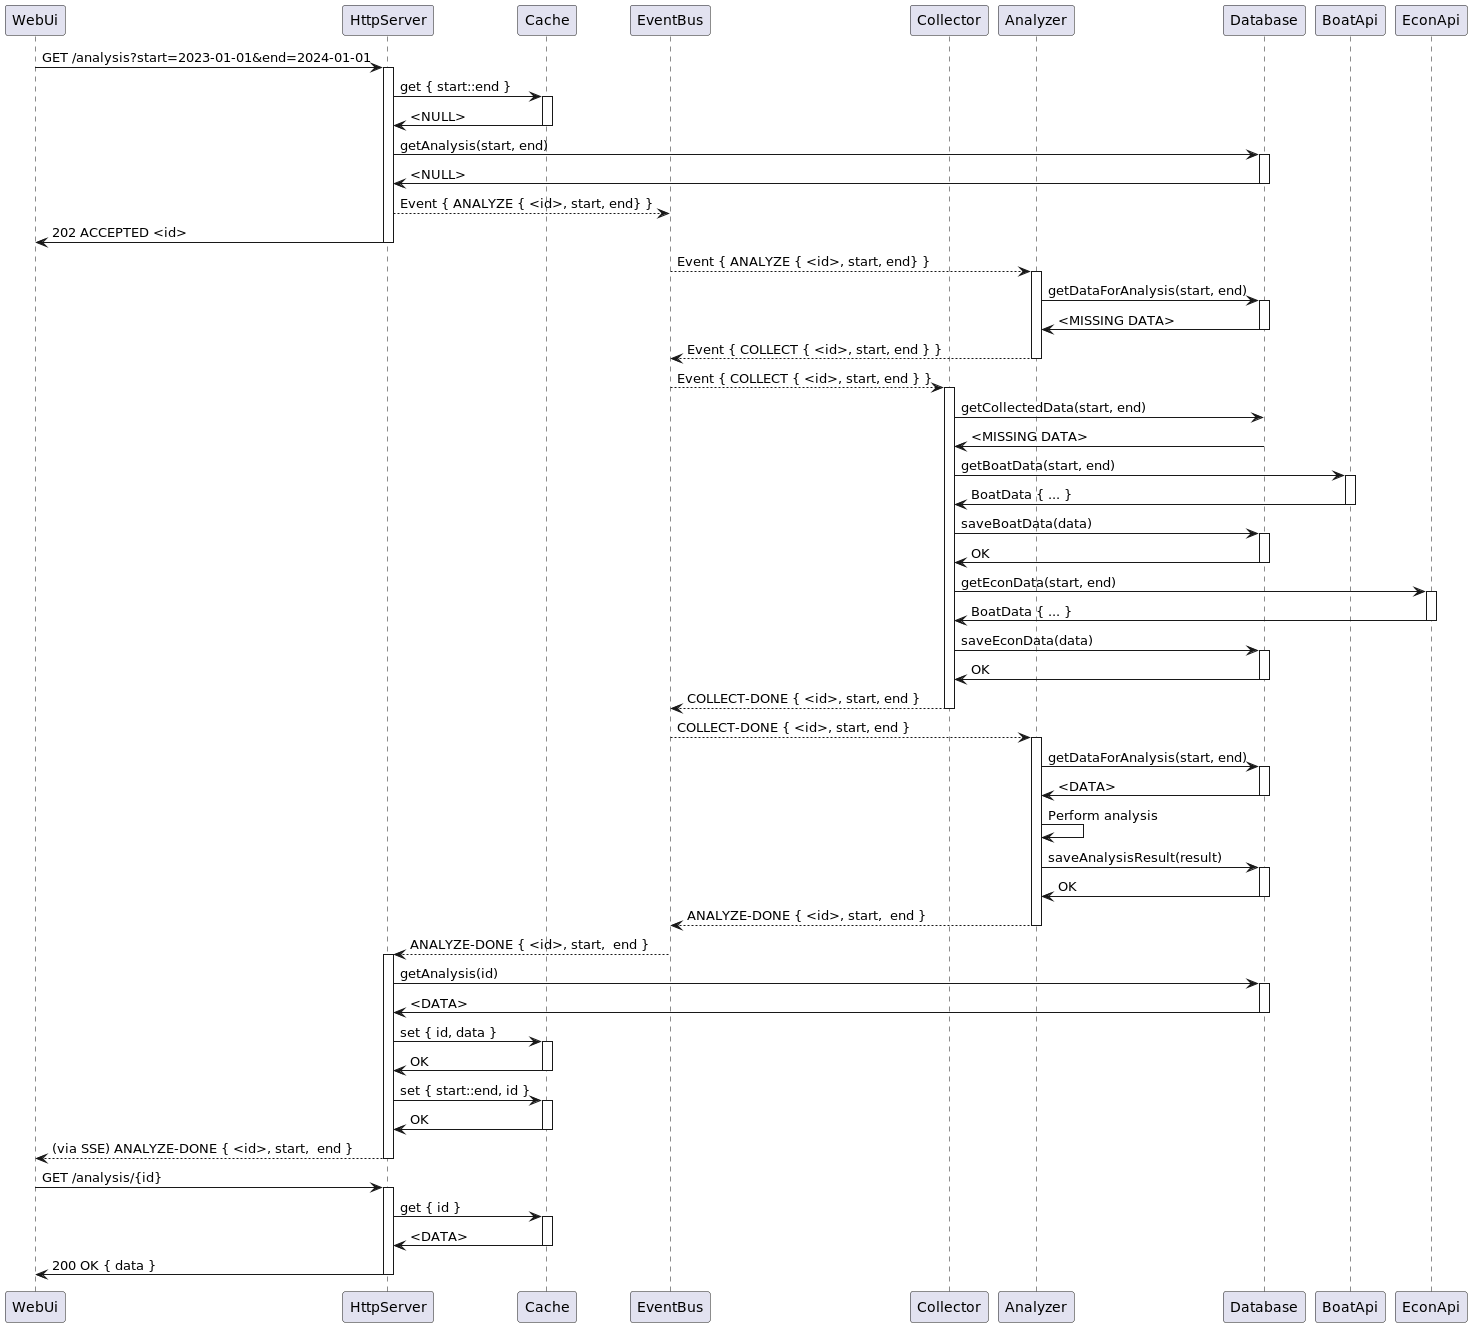 WebUi HttpServer Cache EventBus Collector Analyzer Database BoatApi EconApi
GET /analysis?start=2023-01-01&end=2024-01-01
get { start::end }
<NULL>
getAnalysis(start, end)
<NULL>
Event { ANALYZE { <id>, start, end} }
202 ACCEPTED <id>
Event { ANALYZE { <id>, start, end} }
getDataForAnalysis(start, end)
<MISSING DATA>
Event { COLLECT { <id>, start, end } }
Event { COLLECT { <id>, start, end } }
getCollectedData(start, end)
<MISSING DATA>
getBoatData(start, end)
BoatData { ... }
saveBoatData(data)
OK
getEconData(start, end)
BoatData { ... }
saveEconData(data)
OK
COLLECT-DONE { <id>, start, end }
COLLECT-DONE { <id>, start, end }
getDataForAnalysis(start, end)
<DATA>
Perform analysis
saveAnalysisResult(result)
OK
ANALYZE-DONE { <id>, start,  end }
ANALYZE-DONE { <id>, start,  end }
getAnalysis(id)
<DATA>
set { id, data }
OK
set { start::end, id }
OK
(via SSE) ANALYZE-DONE { <id>, start,  end }
GET /analysis/{id}
get { id }
<DATA>
200 OK { data }
WebUi HttpServer Cache EventBus Collector Analyzer Database BoatApi EconApi